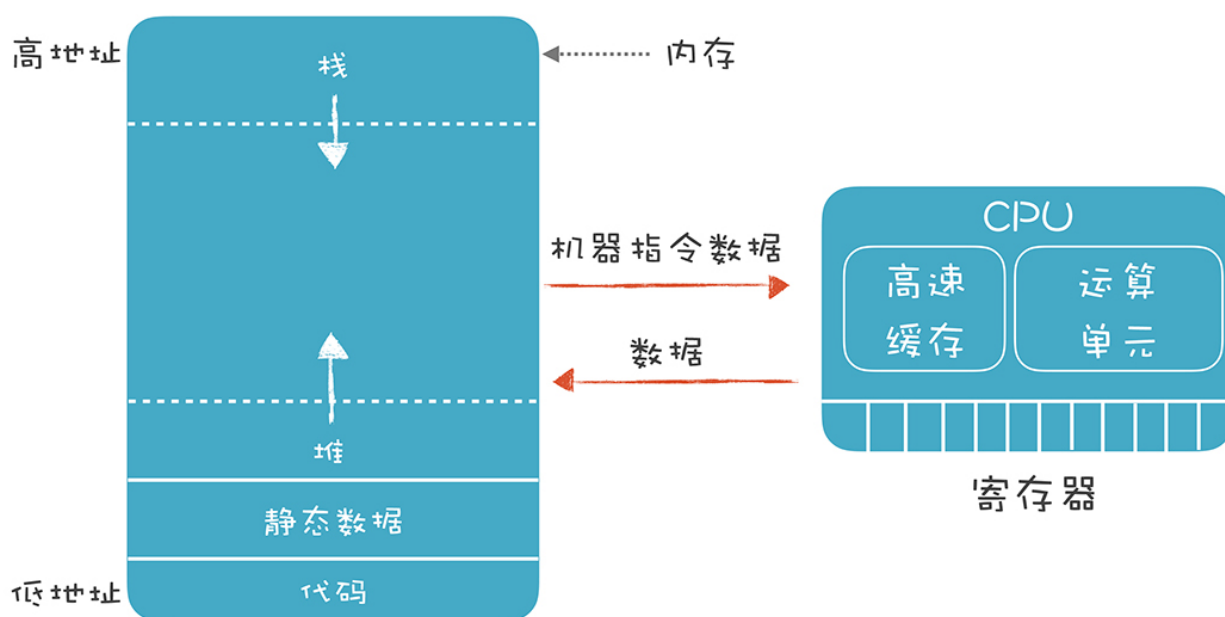 高地址
栈
内存
机器指令数据
数据
堆
静态数据
低地址
代码
CPU
高速
缓存
运算
单元
寄存器